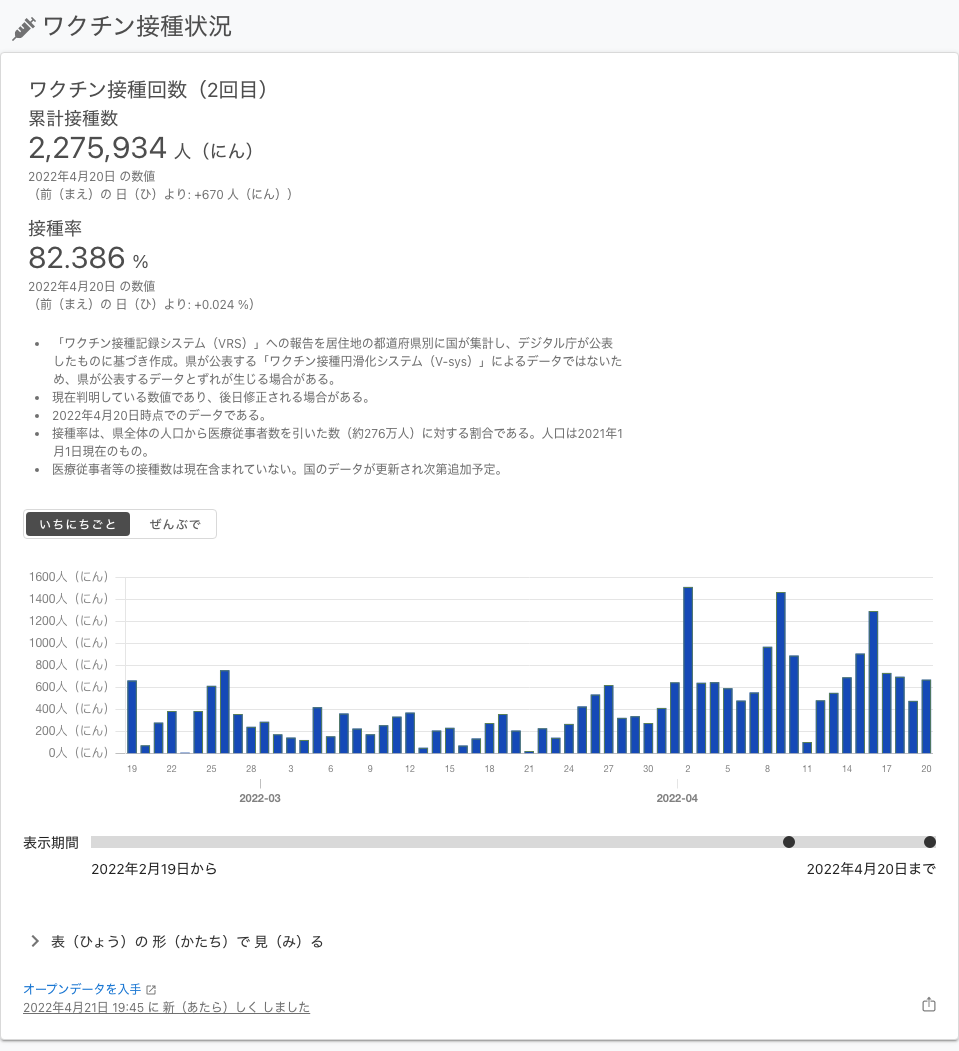 ワクチン接種状況
ワクチン接種回数（2回目）
累計接種数
2,275,934 人（にん）
2022年4月20日 の数値
（前（まえ）の 日（ひ）より: +670 人（にん））
接種率
82.386 %
2022年4月20日 の数値
（前（まえ）の 日（ひ）より: +0.024 %）
• 「ワクチン接種記録システム（VRS）」への報告を居住地の都道府県別に国が集計し、デジタル庁が公表
したものに基づき作成。県が公表する「ワクチン接種円滑化システム（V-sys）」によるデータではないた
め、県が公表するデータとずれが生じる場合がある。
• 現在判明している数値であり、後日修正される場合がある。
• 2022年4月20日時点でのデータである。
• 接種率は、県全体の人口から医療従事者数を引いた数（約276万人）に対する割合である。人口は2021年1
月1日現在のもの。
• 医療従事者等の接種数は現在含まれていない。国のデータが更新され次第追加予定。
いちにちごと ぜんぶで
1600人（にん）
1400人（にん）
1200人（にん）
1000人（にん）
800人（にん）
600人（にん）
400人（にん）
200人（にん）
0人（にん）
19 22 25 28 3 6 9 12 15 18 21 24 27 30 2 5 8 11 14 17 20
2022-03 2022-04
表示期間
2022年2月19日から 2022年4月20日まで
表（ひょう）の 形（かたち）で 見（み）る
オープンデータを入手
2022年4月21日 19:45 に 新（あたら）しく しました